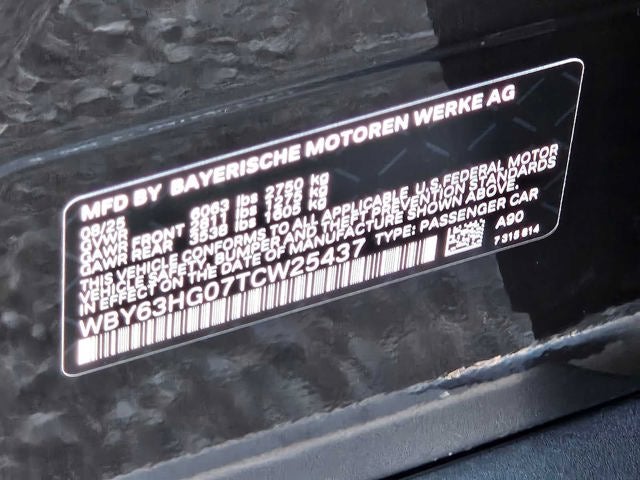 MFD BY BAYERISCHE MOTOREN WERKE AG
08/25
GVWR 6063 lbs 2750 kg
GAWR FRONT 2811 lbs 1275 kg
GAWR REAR 3536 lbs 1605 kg
THIS VEHICLE CONFORMS TO ALL APPLICABLE U.S. FEDERAL MOTOR
VEHICLE SAFETY, BUMPER AND THEFT PREVENTION STANDARDS
IN EFFECT ON THE DATE OF MANUFACTURE SHOWN ABOVE.
WBY63HG07TCW25437 TYPE: PASSENGER CAR
A90